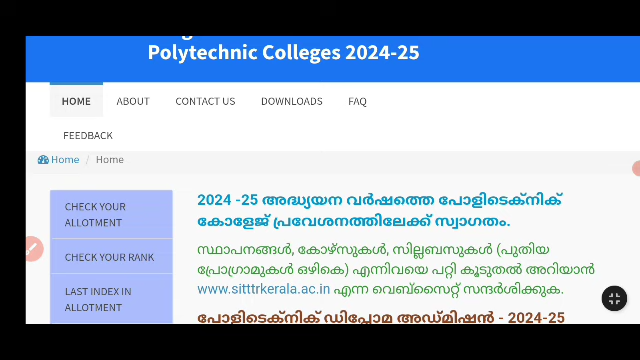 Polytechnic Colleges 2024-25
HOME ABOUT CONTACT US DOWNLOADS FAQ
FEEDBACK
Home / Home
CHECK YOUR
ALLOTMENT
CHECK YOUR RANK
LAST INDEX IN
ALLOTMENT
2024 -25 അദ്ധ്യയന വർഷത്തെ പോളിടെക്‌നിക്
കോളേജ് പ്രവേശനത്തിലേക്ക് സ്വാഗതം.
സ്ഥാപനങ്ങൾ, കോഴ്‌സുകൾ, സില്ലബസുകൾ (പുതിയ
പ്രോഗ്രാമുകൾ ഒഴികെ) എന്നിവയെ പറ്റി കൂടുതൽ അറിയാൻ
www.sitttrkerala.ac.in എന്ന വെബ്സൈറ്റ് സന്ദർശിക്കുക.
പോളിടെക്നിക് ഡിപ്ലോമ അഡ്മിഷൻ - 2024-25